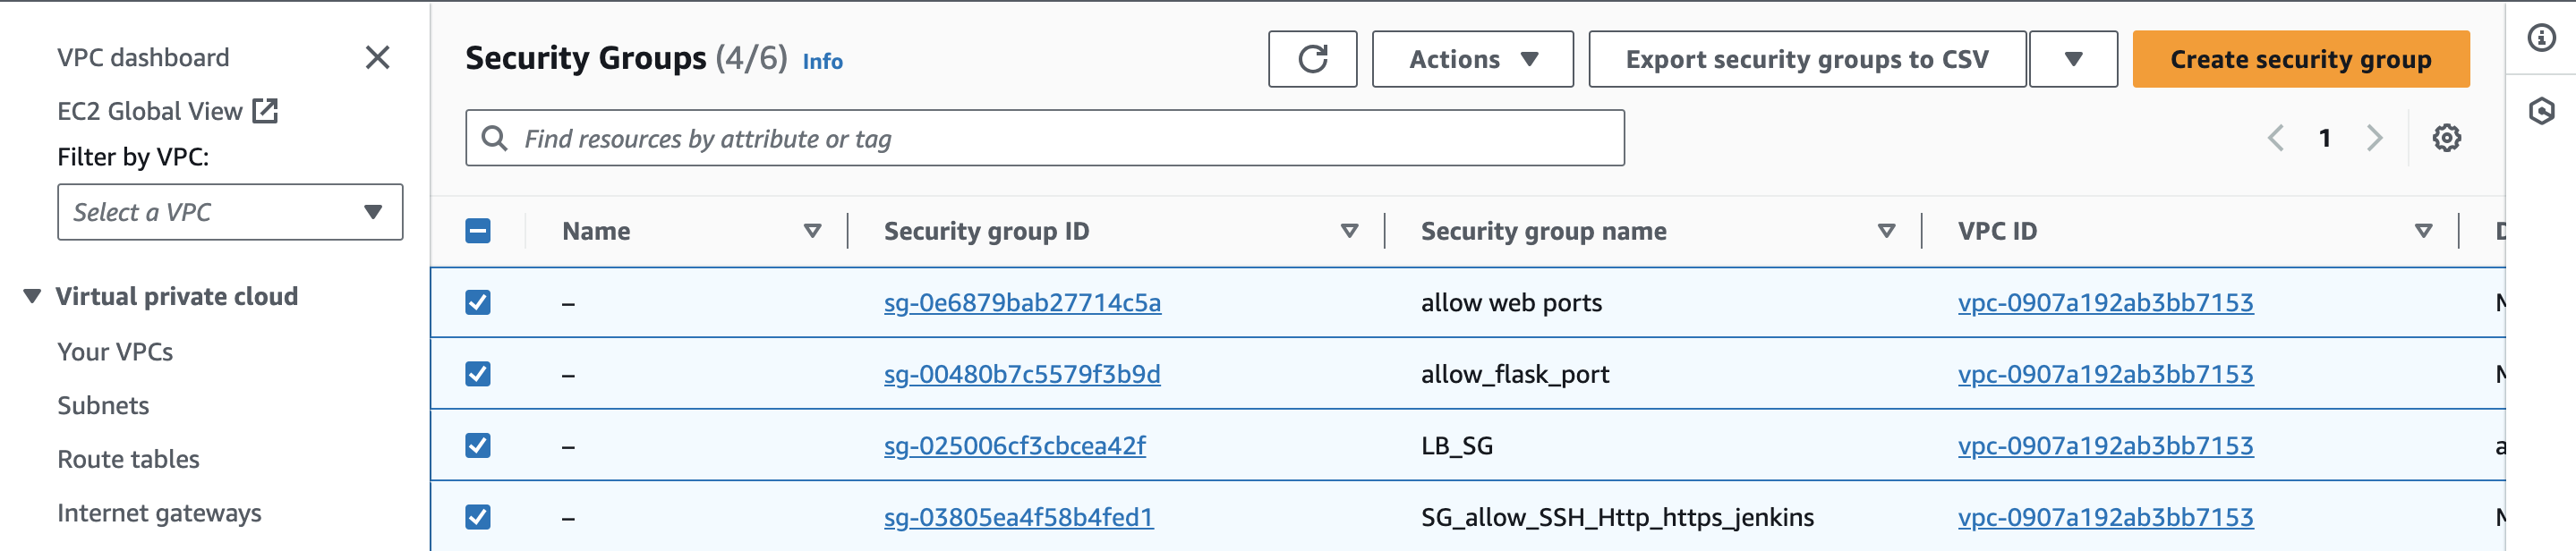 VPC dashboard
EC2 Global View
Filter by VPC:
Select a VPC
Virtual private cloud
Your VPCs
Subnets
Route tables
Internet gateways
Security Groups (4/6) Info
Actions
Export security groups to CSV
Create security group
Find resources by attribute or tag
1
Name Security group ID Security group name VPC ID
– sg-0e6879bab27714c5a allow web ports vpc-0907a192ab3bb7153
– sg-00480b7c5579f3b9d allow_flask_port vpc-0907a192ab3bb7153
– sg-025006cf3cbcea42f LB_SG vpc-0907a192ab3bb7153 a
– sg-03805ea4f58b4fed1 SG_allow_SSH_Http_https_jenkins vpc-0907a192ab3bb7153